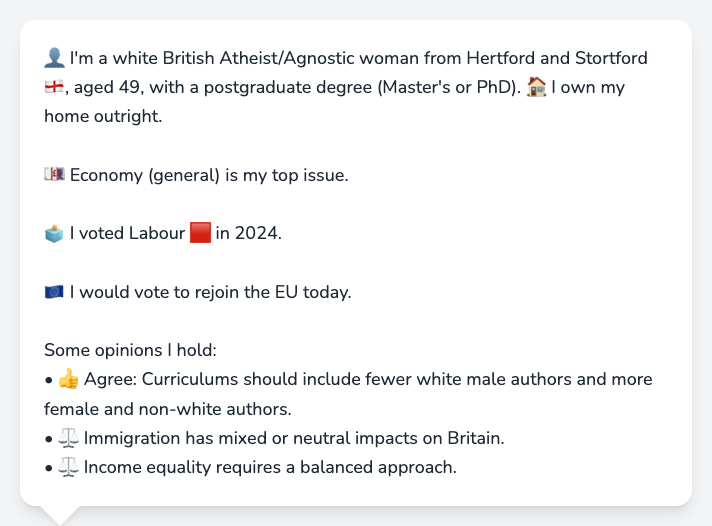 👤 I'm a white British Atheist/Agnostic woman from Hertford and Stortford
🏴󠁧󠁢󠁥󠁮󠁧󠁿, aged 49, with a postgraduate degree (Master's or PhD). 🏠 I own my
home outright.
💷 Economy (general) is my top issue.
🗳️ I voted Labour 🟥 in 2024.
🇪🇺 I would vote to rejoin the EU today.
Some opinions I hold:
• 👍 Agree: Curriculums should include fewer white male authors and more
female and non-white authors.
• ⚖️ Immigration has mixed or neutral impacts on Britain.
• ⚖️ Income equality requires a balanced approach.